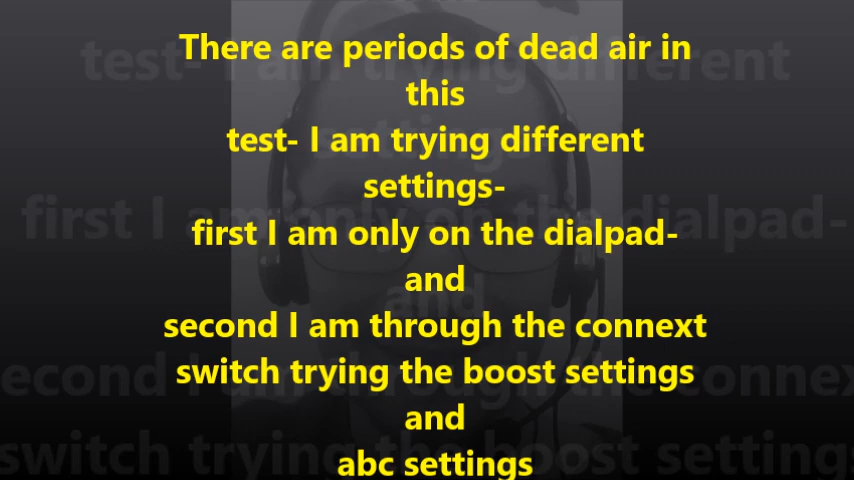 There are periods of dead air in
this
test- I am trying different
settings-
first I am only on the dialpad-
and
second I am through the connext
switch trying the boost settings
and
abc settings